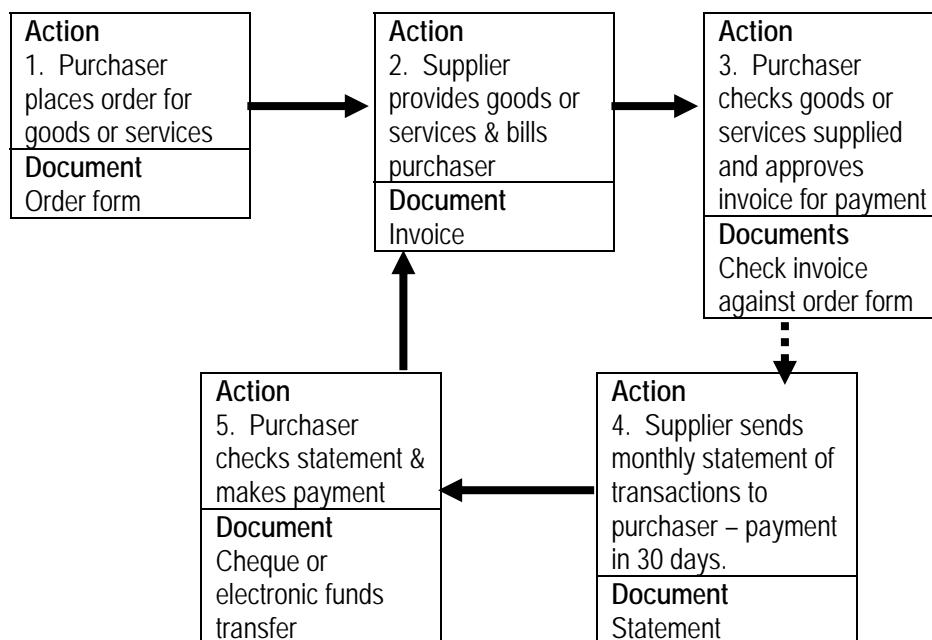 Action
1. Purchaser
places order for
goods or services
Document
Order form
Action
2. Supplier
provides goods or
services & bills
purchaser
Document
Invoice
Action
3. Purchaser
checks goods or
services supplied
and approves
invoice for payment
Documents
Check invoice
against order form
Action
4. Supplier sends
monthly statement of
transactions to
purchaser – payment
in 30 days.
Document
Statement
Action
5. Purchaser
checks statement &
makes payment
Document
Cheque or
electronic funds
transfer